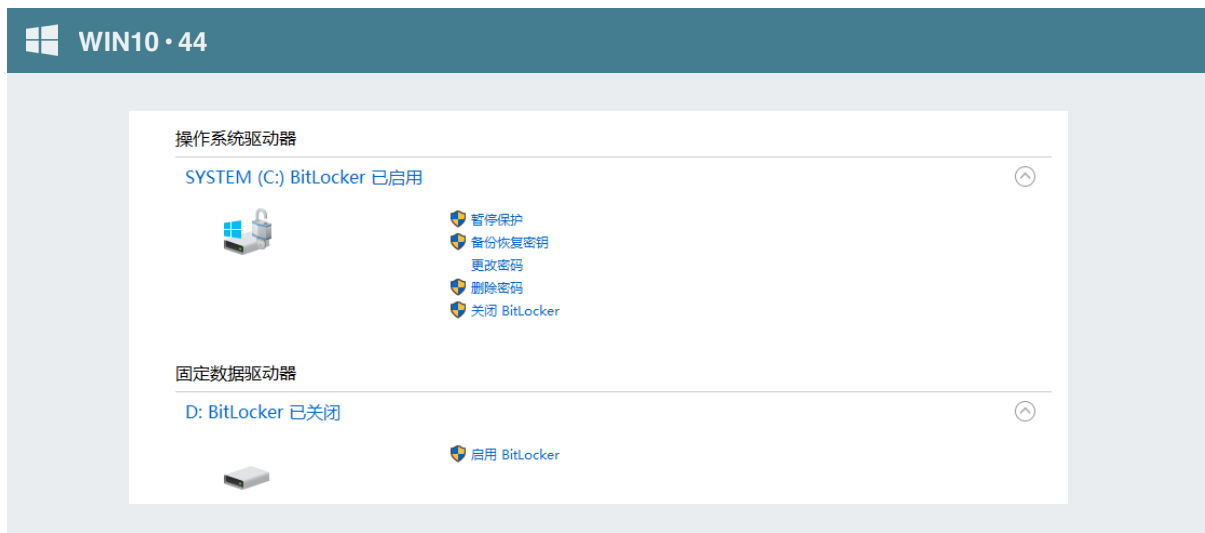 WIN10·44
操作系统驱动器
SYSTEM (C:) BitLocker 已启用
暂停保护
备份恢复密钥
更改密码
删除密码
关闭 BitLocker
固定数据驱动器
D: BitLocker 已关闭
启用 BitLocker